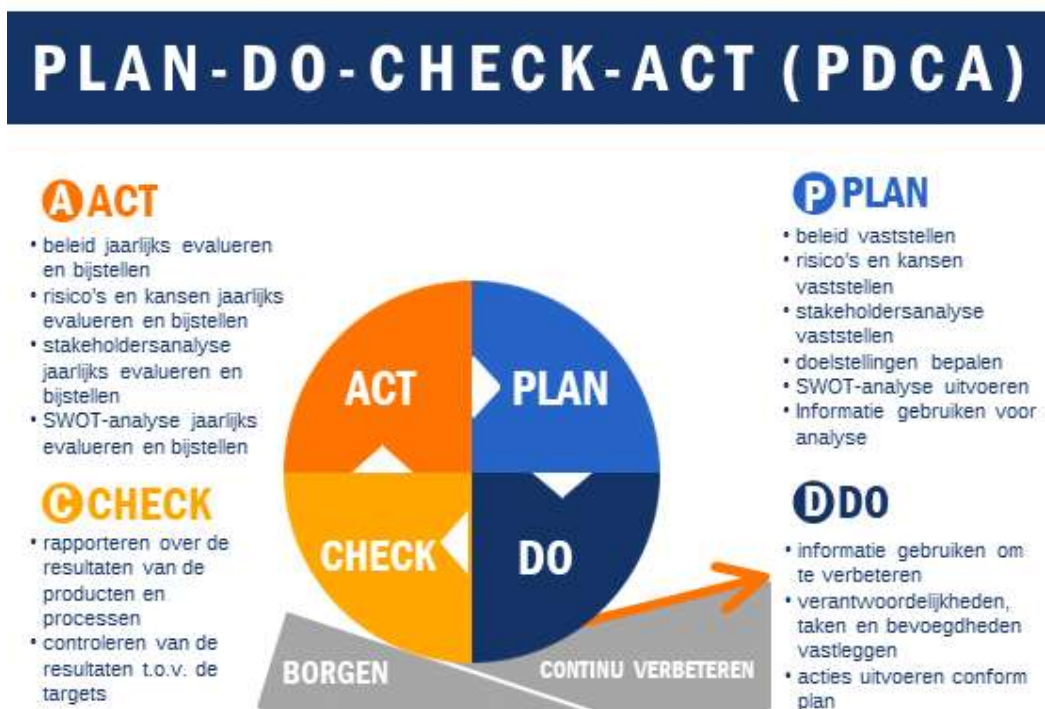 PLAN-DO-CHECK-ACT (PDCA)
A ACT
• beleid jaarlijks evalueren
en bijstellen
• risico's en kansen jaarlijks
evalueren en bijstellen
• stakeholdersanalyse
jaarlijks evalueren en
bijstellen
• SWOT-analyse jaarlijks
evalueren en bijstellen
C CHECK
• rapporteren over de
resultaten van de
producten en
processen
• controleren van de
resultaten t.o.v. de
targets
ACT
PLAN
CHECK
DO
BORGEN
CONTINU VERBETEREN
P PLAN
• beleid vaststellen
• risico's en kansen
vaststellen
• stakeholdersanalyse
vaststellen
• doelstellingen bepalen
• SWOT-analyse uitvoeren
• Informatie gebruiken voor
analyse
D DO
• informatie gebruiken om
te verbeteren
• verantwoordelijkheden,
taken en bevoegdheden
vastleggen
• acties uitvoeren conform
plan